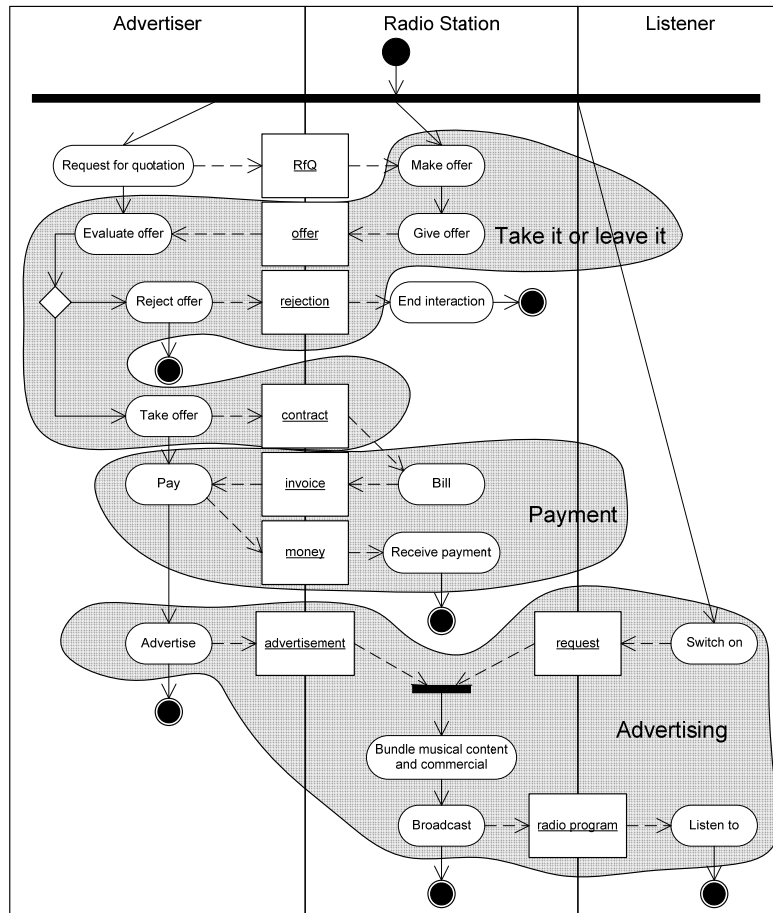 Advertiser
Radio Station
Listener
Request for quotation
RfQ
Make offer
Evaluate offer
offer
Give offer
Take it or leave it
Reject offer
rejection
End interaction
Take offer
contract
Pay
invoice
Bill
Payment
money
Receive payment
Advertise
advertisement
request
Switch on
Advertising
Bundle musical content
and commercial
Broadcast
radio program
Listen to